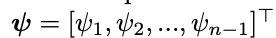 𝝍 = [ψ₁, ψ₂, ..., ψₙ₋₁]^⊤